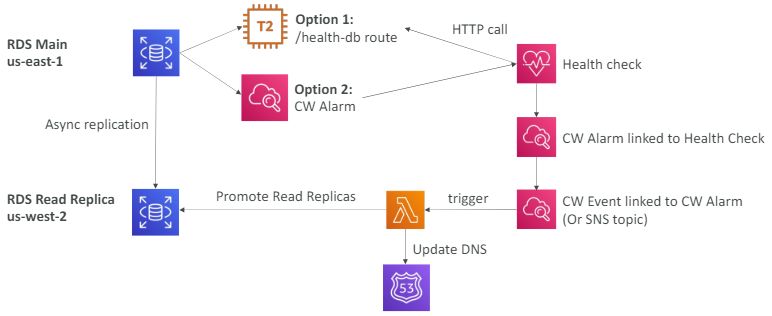 RDS Main
us-east-1
T2
Option 1:
/health-db route
HTTP call
Health check
Option 2:
CW Alarm
Async replication
CW Alarm linked to Health Check
RDS Read Replica
us-west-2
Promote Read Replicas
trigger
CW Event linked to CW Alarm
(Or SNS topic)
Update DNS
53